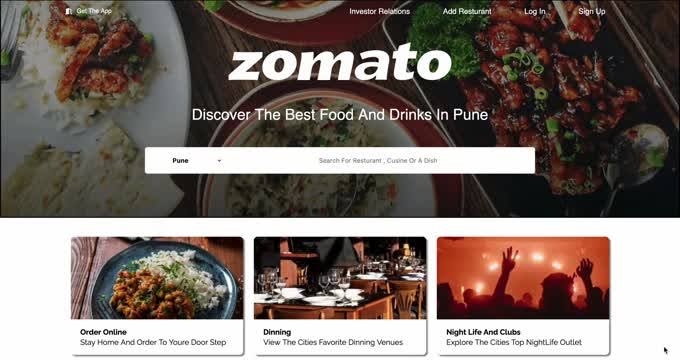 Get The App
Investor Relations
Add Resturant
Log In
Sign Up
zomato
Discover The Best Food And Drinks In Pune
Pune
Search For Resturant , Cusine Or A Dish
Order Online
Stay Home And Order To Youre Door Step
Dinning
View The Cities Favorite Dinning Venues
Night Life And Clubs
Explore The Cities Top NightLife Outlet